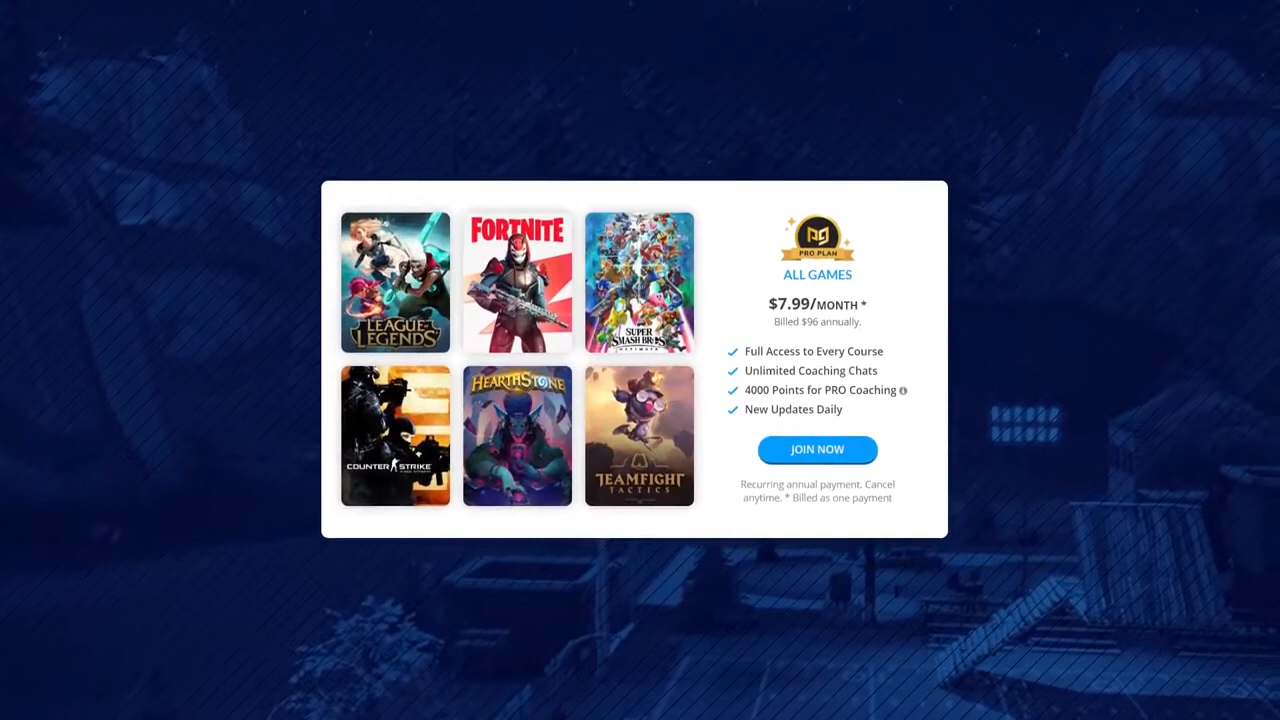 LEAGUE OF
LEGENDS
FORTNITE
SUPER
SMASH BROS
ULTIMATE
COUNTER STRIKE
HEARTHSTONE
TEAMFIGHT
TACTICS
PG
PRO PLAN
ALL GAMES
$7.99/MONTH *
Billed $96 annually.
Full Access to Every Course
Unlimited Coaching Chats
4000 Points for PRO Coaching
New Updates Daily
JOIN NOW
Recurring annual payment. Cancel
anytime. * Billed as one payment